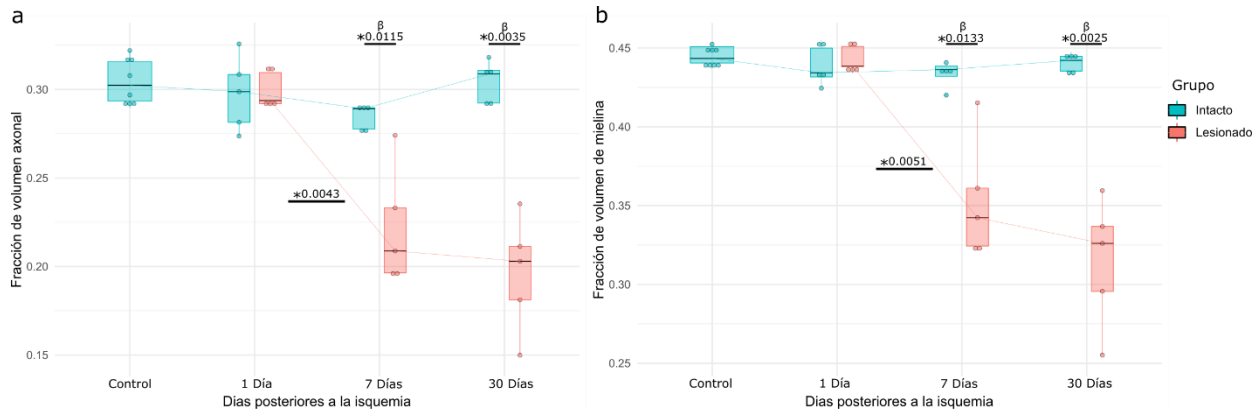 a
Fracción de volumen axonal
0.30
0.25
0.20
0.15
β
*0.0115
β
*0.0035
*0.0043
Control
1 Día
7 Días
30 Días
Dias posteriores a la isquemia
b
Fracción de volumen de mielina
0.45
0.40
0.35
0.30
0.25
β
*0.0133
β
*0.0025
*0.0051
Control
1 Día
7 Días
30 Días
Dias posteriores a la isquemia
Grupo
Intacto
Lesionado